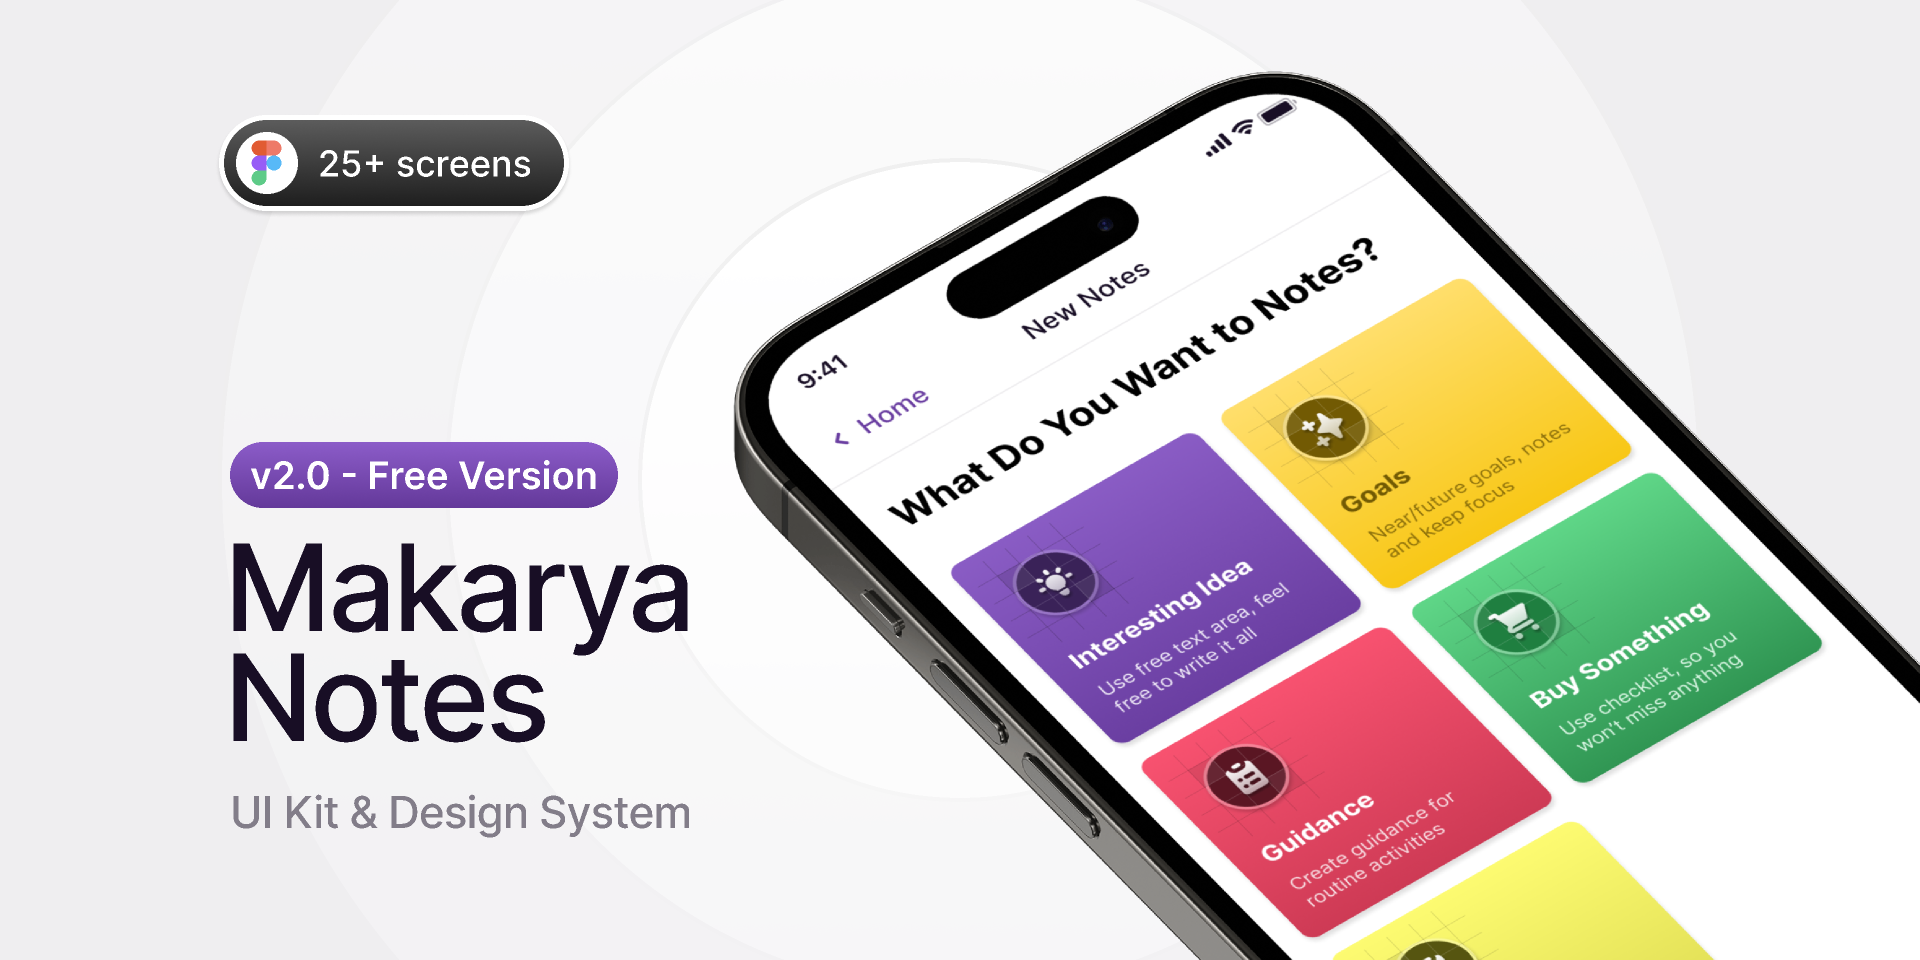 25+ screens
v2.0 - Free Version
Makarya
Notes
UI Kit & Design System
9:41
New Notes
Home
What Do You Want to Notes?
Interesting Idea
Use free text area, feel
free to write it all
Goals
Near/future goals, notes
and keep focus
Guidance
Create guidance for
routine activities
Buy Something
Use checklist, so you
won't miss anything